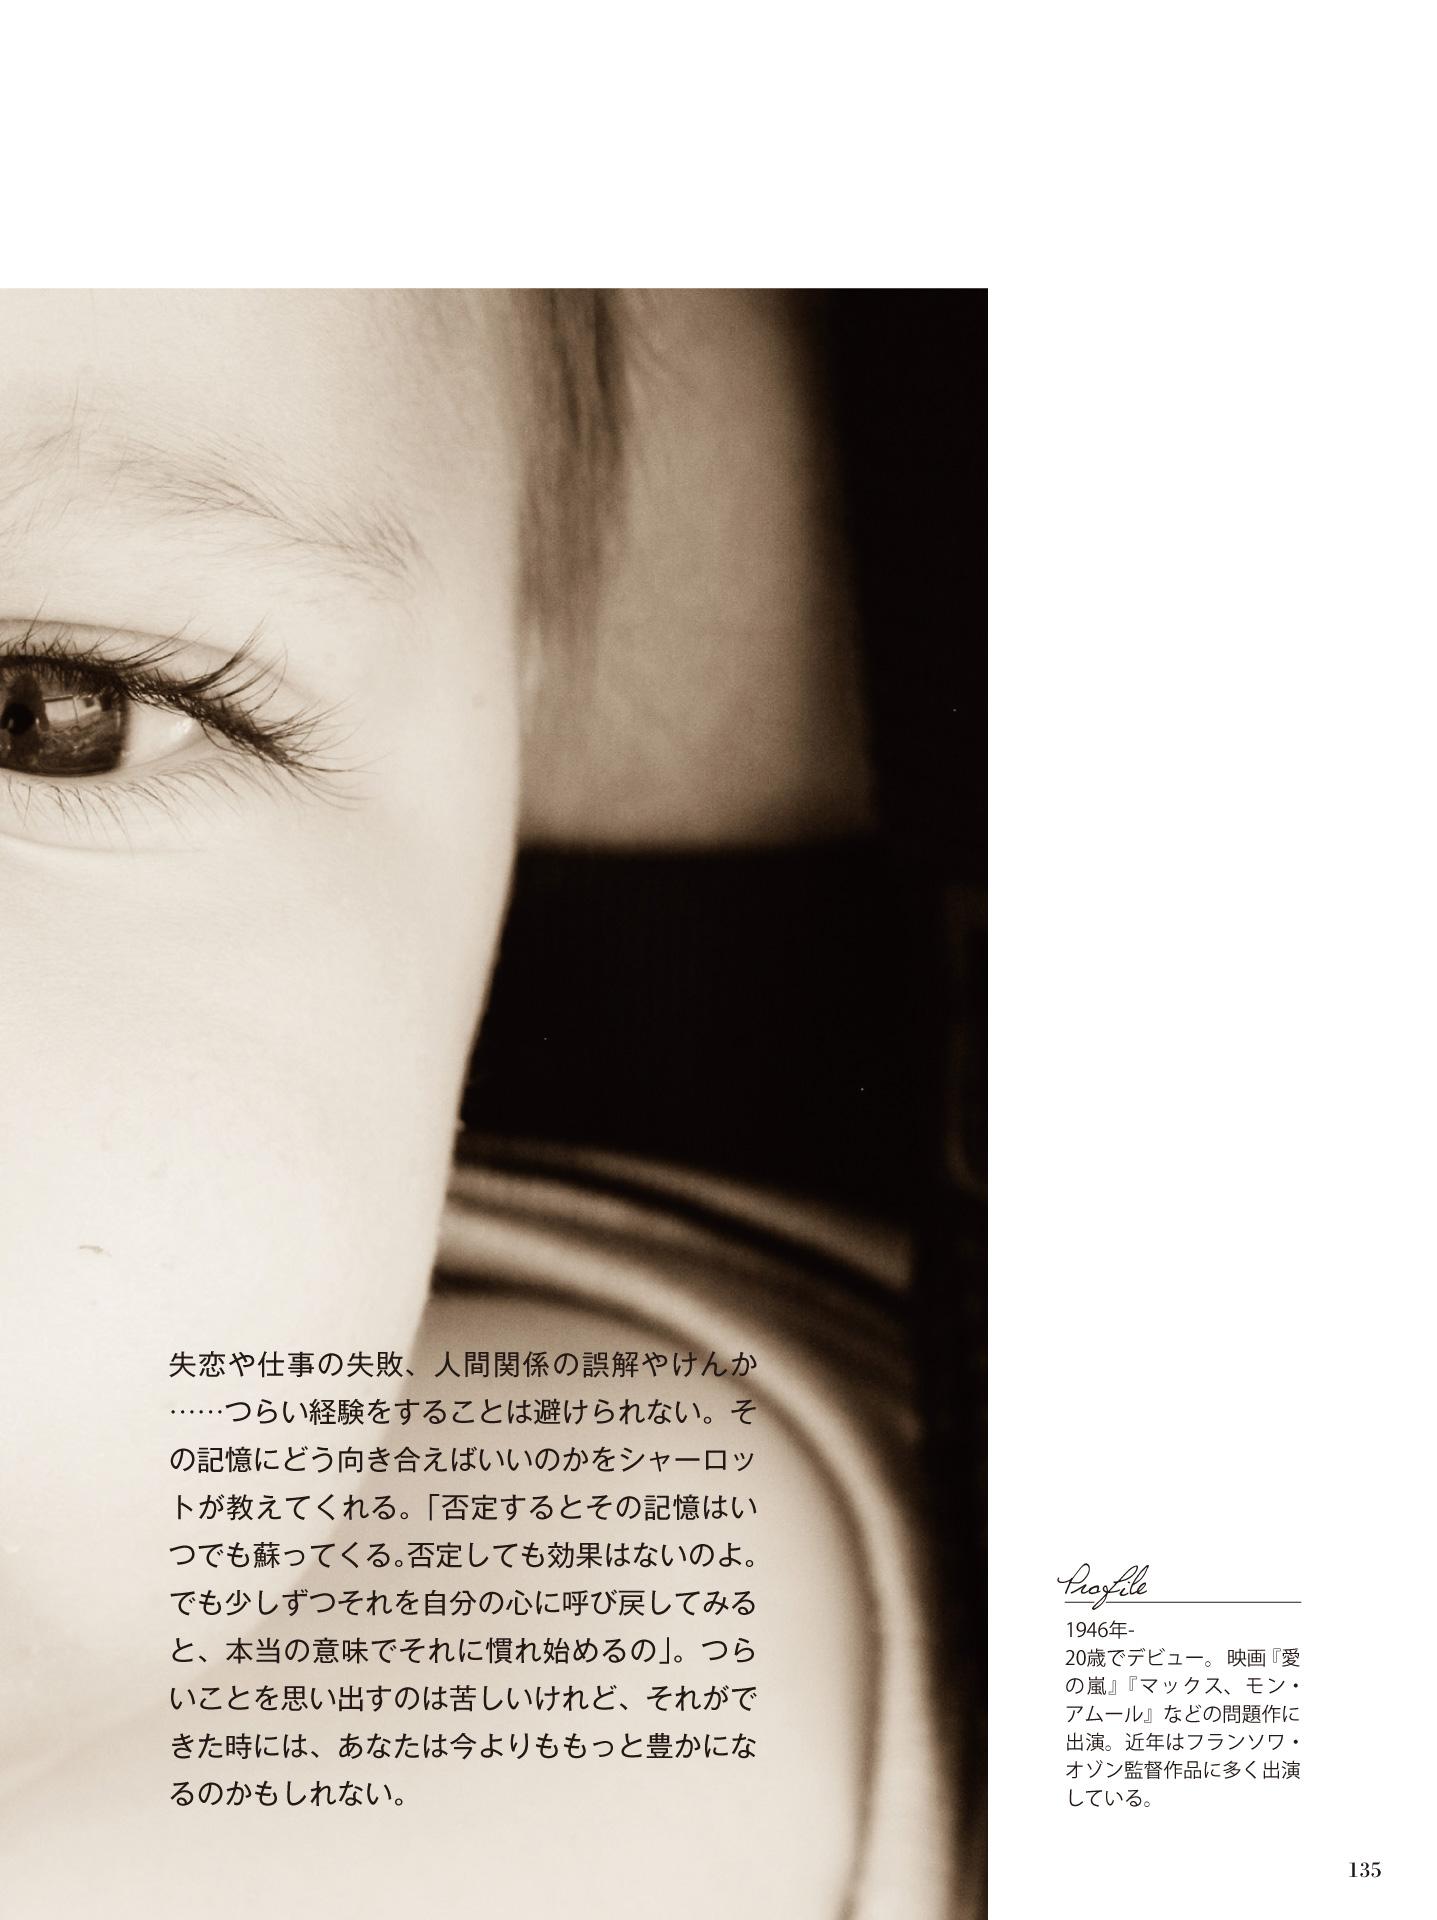 失恋や仕事の失敗、人間関係の誤解やけんか
……つらい経験をすることは避けられない。そ
の記憶にどう向き合えばいいのかをシャーロッ
トが教えてくれる。「否定するとその記憶はい
つでも蘇ってくる。否定しても効果はないのよ。
でも少しずつそれを自分の心に呼び戻してみる
と、本当の意味でそれに慣れ始めるの」。つら
いことを思い出すのは苦しいけれど、それがで
きた時には、あなたは今よりももっと豊かにな
るのかもしれない。
Profile
1946年-
20歳でデビュー。映画『愛
の嵐』『マックス、モン・
アムール』などの問題作に
出演。近年はフランソワ・
オゾン監督作品に多く出演
している。
135